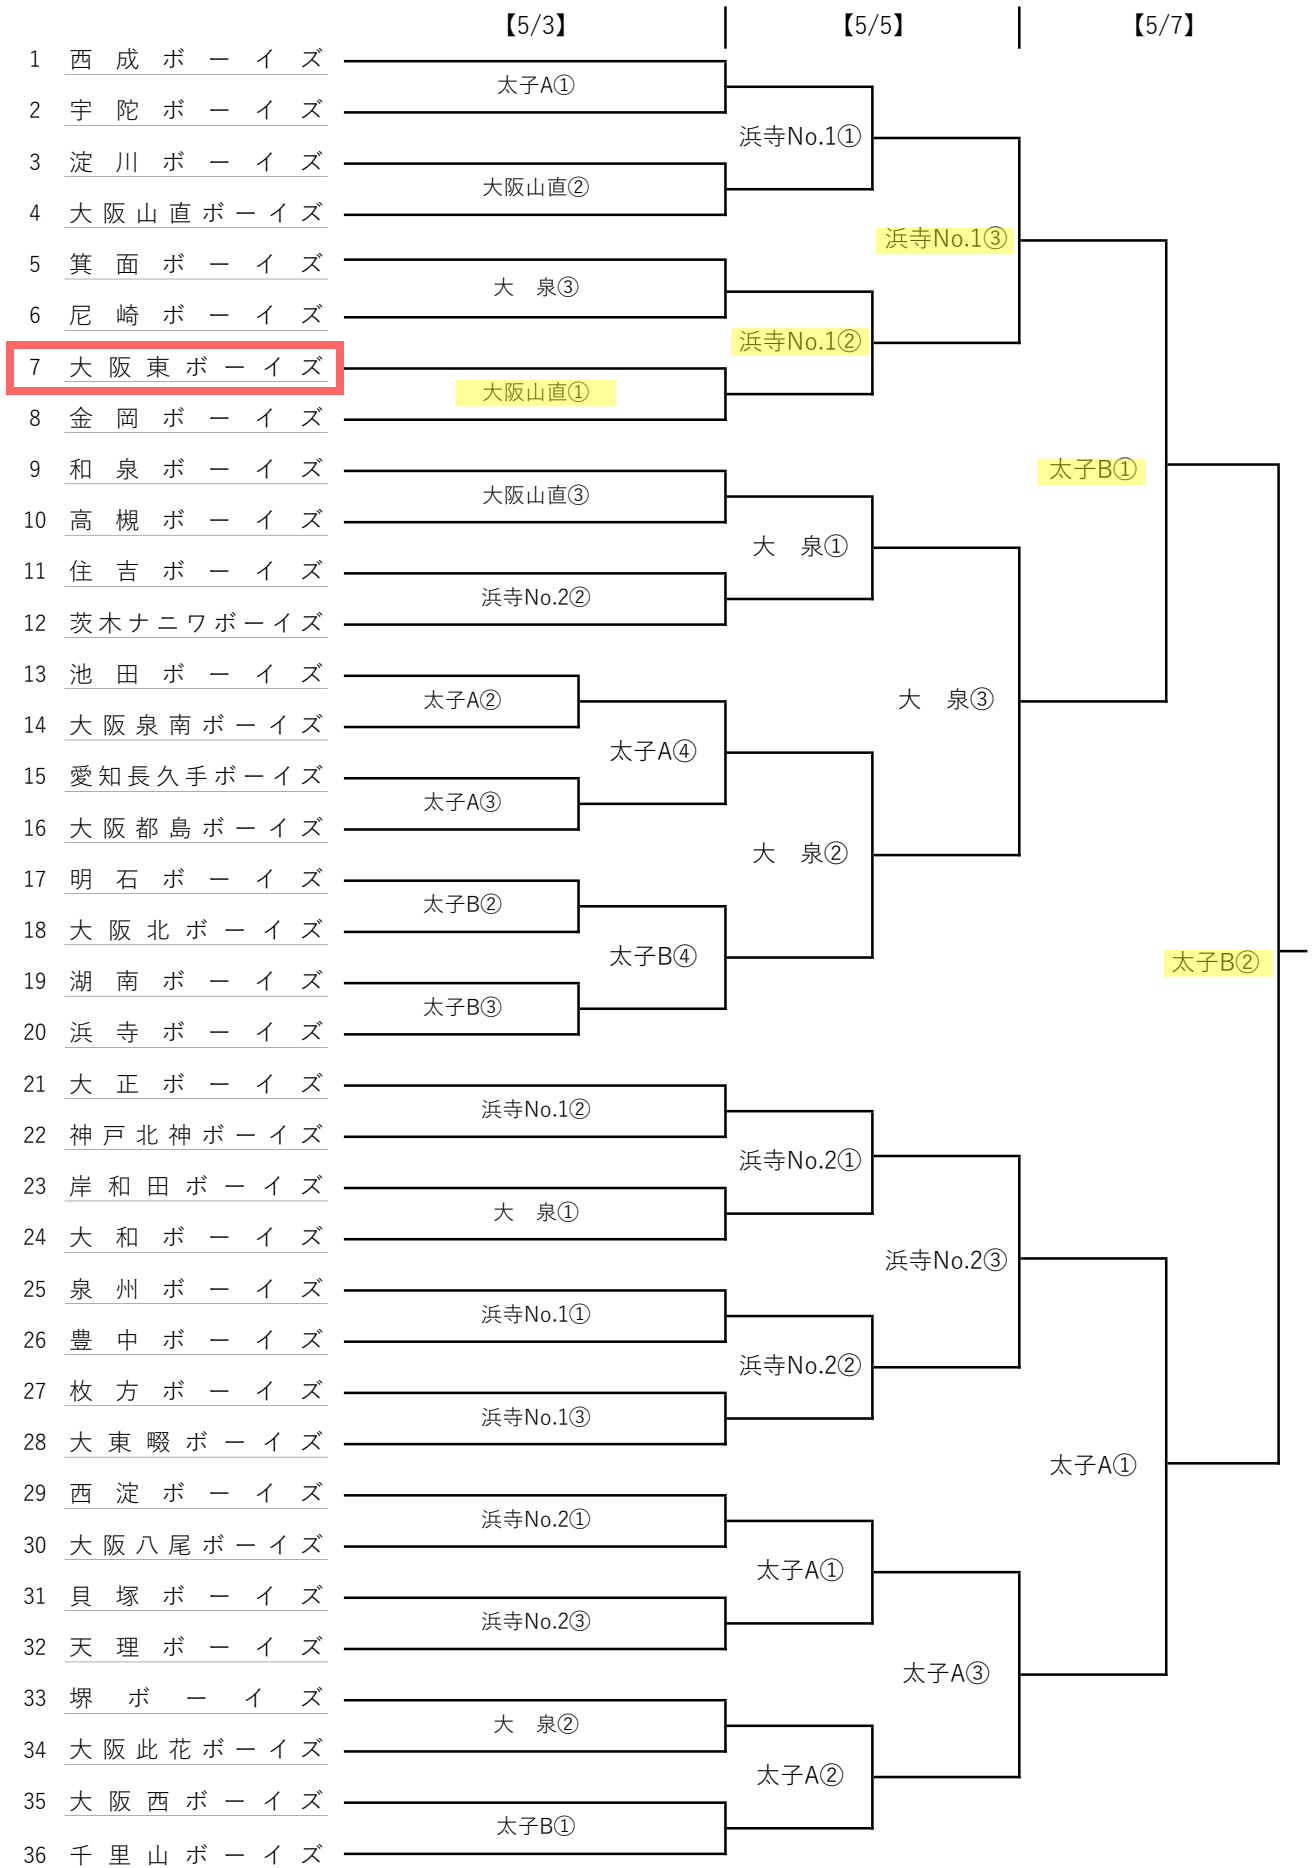 【5/3】 【5/5】 【5/7】
1 西成ボーイズ
太子A①
2 宇陀ボーイズ
浜寺No.1①
3 淀川ボーイズ
大阪山直②
4 大阪山直ボーイズ
浜寺No.1③
5 箕面ボーイズ
大　泉③
6 尼崎ボーイズ
浜寺No.1②
7 大阪東ボーイズ
大阪山直①
8 金岡ボーイズ
9 和泉ボーイズ
太子B①
大阪山直③
10 高槻ボーイズ
大　泉①
11 住吉ボーイズ
浜寺No.2②
12 茨木ナニワボーイズ
13 池田ボーイズ
太子A②
大　泉③
14 大阪泉南ボーイズ
太子A④
15 愛知長久手ボーイズ
太子A③
16 大阪都島ボーイズ
大　泉②
17 明石ボーイズ
太子B②
18 大阪北ボーイズ
太子B④
太子B②
19 湖南ボーイズ
太子B③
20 浜寺ボーイズ
21 大正ボーイズ
浜寺No.1②
22 神戸北神ボーイズ
浜寺No.2①
23 岸和田ボーイズ
大　泉①
24 大和ボーイズ
浜寺No.2③
25 泉州ボーイズ
浜寺No.1①
26 豊中ボーイズ
浜寺No.2②
27 枚方ボーイズ
浜寺No.1③
28 大東畷ボーイズ
太子A①
29 西淀ボーイズ
浜寺No.2①
30 大阪八尾ボーイズ
太子A①
31 貝塚ボーイズ
浜寺No.2③
32 天理ボーイズ
太子A③
33 堺ボーイズ
大　泉②
34 大阪此花ボーイズ
太子A②
35 大阪西ボーイズ
太子B①
36 千里山ボーイズ